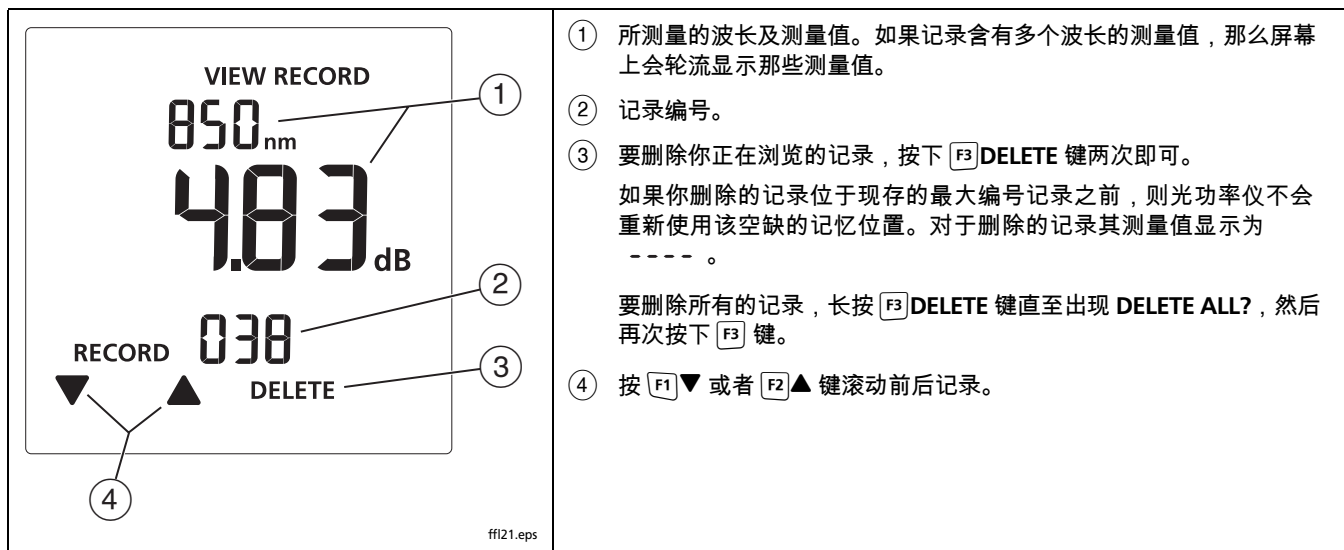 VIEW RECORD
850 nm
4.83 dB
RECORD 038
▼ ▲ DELETE
①
②
③
④
ffl21.eps
① 所测量的波长及测量值。如果记录含有多个波长的测量值，那么屏幕
上会轮流显示那些测量值。
② 记录编号。
③ 要删除你正在浏览的记录，按下 F3 DELETE 键两次即可。
如果你删除的记录位于现存的最大编号记录之前，则光功率仪不会
重新使用该空缺的记忆位置。对于删除的记录其测量值显示为
---- 。
要删除所有的记录，长按 F3 DELETE 键直至出现 DELETE ALL?，然后
再次按下 F3 键。
④ 按 F1▼ 或者 F2▲ 键滚动前后记录。